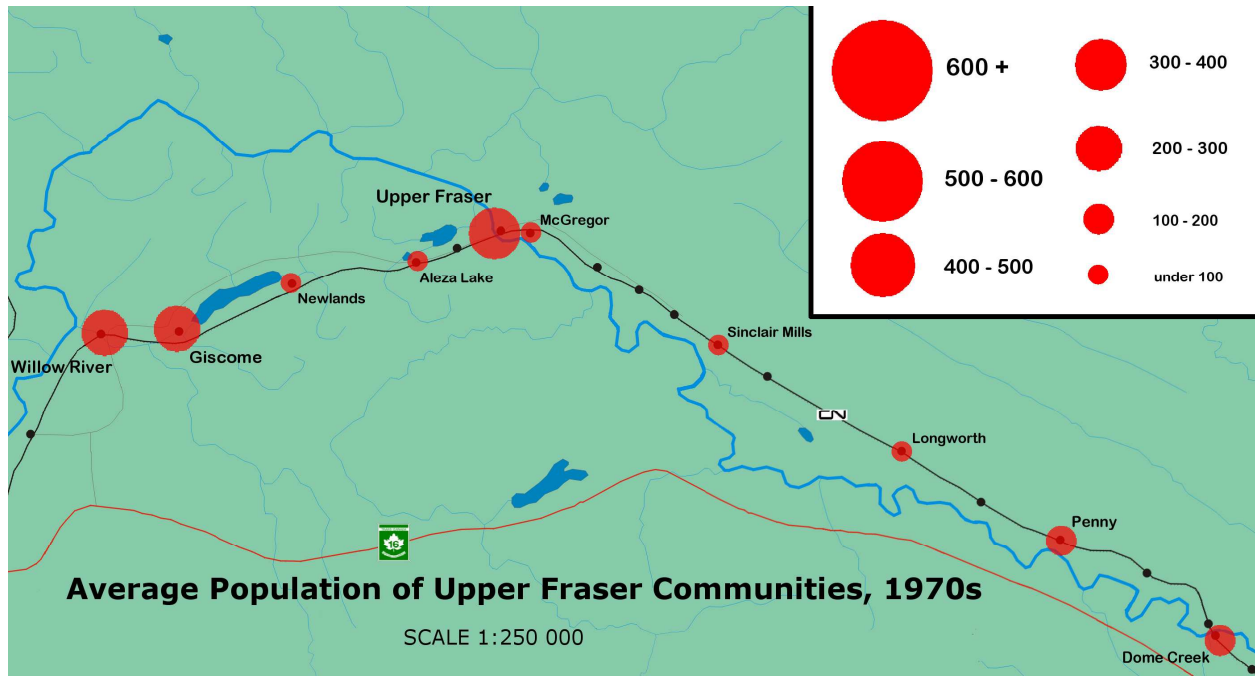 600 +
300 - 400
200 - 300
500 - 600
100 - 200
400 - 500
under 100
Upper Fraser
McGregor
Aleza Lake
Newlands
Sinclair Mills
Giscome
Willow River
Longworth
16
Penny
Average Population of Upper Fraser Communities, 1970s
SCALE 1:250 000
Dome Creek